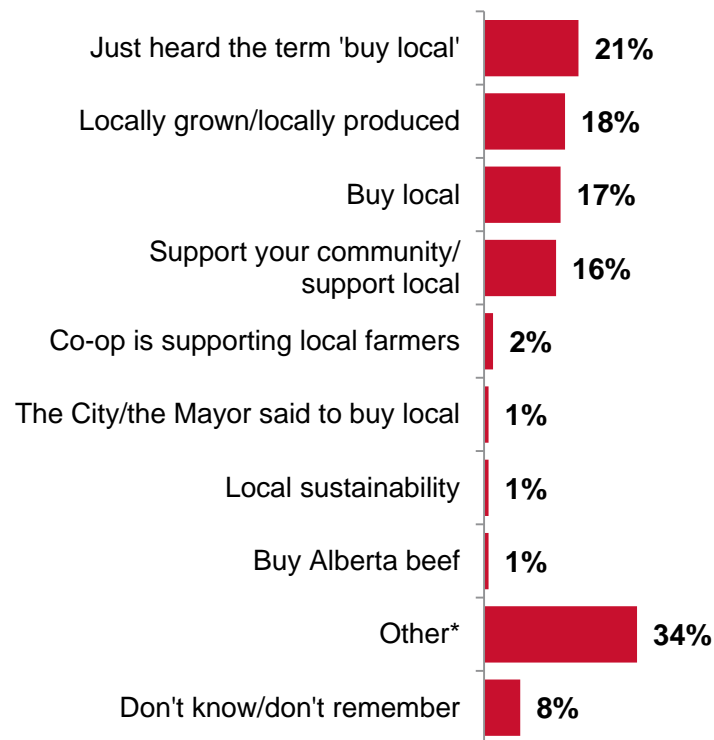 Just heard the term 'buy local' 21%
Locally grown/locally produced 18%
Buy local 17%
Support your community/
support local 16%
Co-op is supporting local farmers 2%
The City/the Mayor said to buy local 1%
Local sustainability 1%
Buy Alberta beef 1%
Other* 34%
Don't know/don't remember 8%